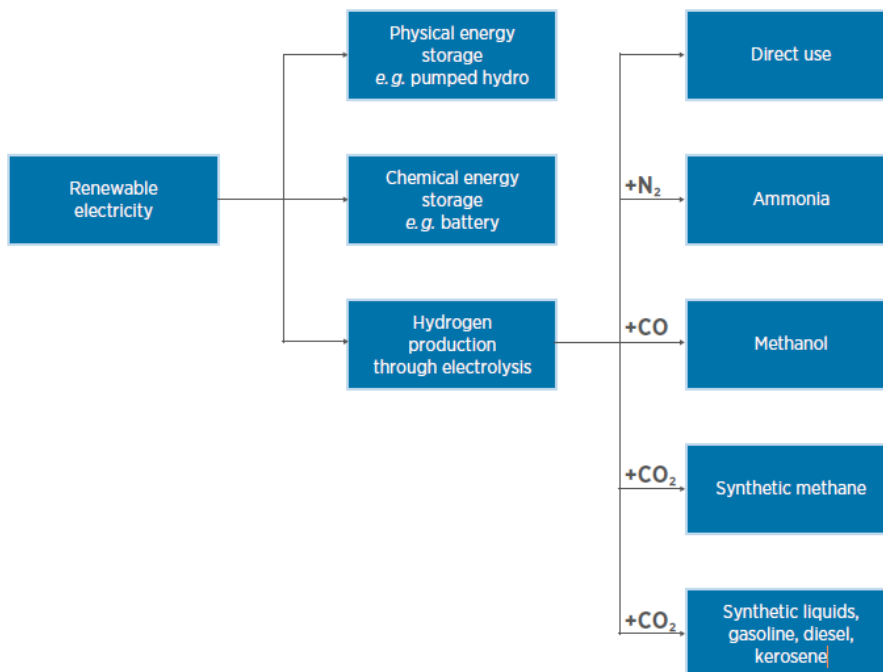 Physical energy
storage
e.g. pumped hydro
Direct use
Renewable
electricity
Chemical energy
storage
e.g. battery
+N₂
Ammonia
Hydrogen
production
through electrolysis
+CO
Methanol
+CO₂
Synthetic methane
+CO₂
Synthetic liquids,
gasoline, diesel,
kerosene